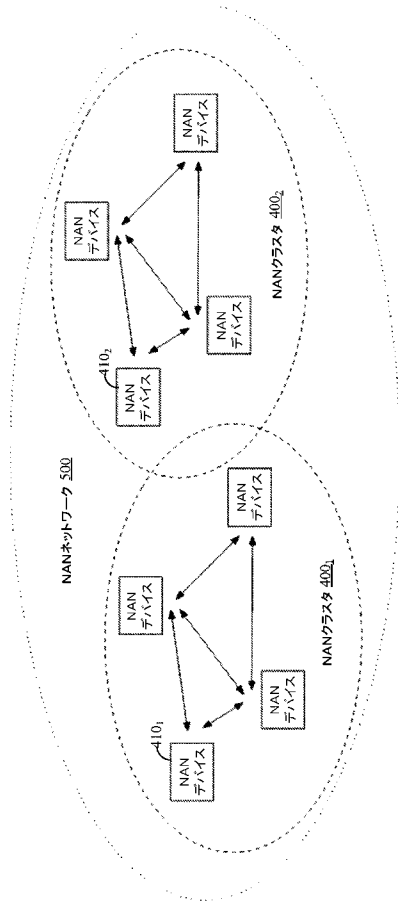 NANネットワーク 500
410₁
NAN
デバイス
NAN
デバイス
NAN
デバイス
NAN
デバイス
NANクラスタ 400₁
410₂
NAN
デバイス
NAN
デバイス
NAN
デバイス
NAN
デバイス
NANクラスタ 400₂